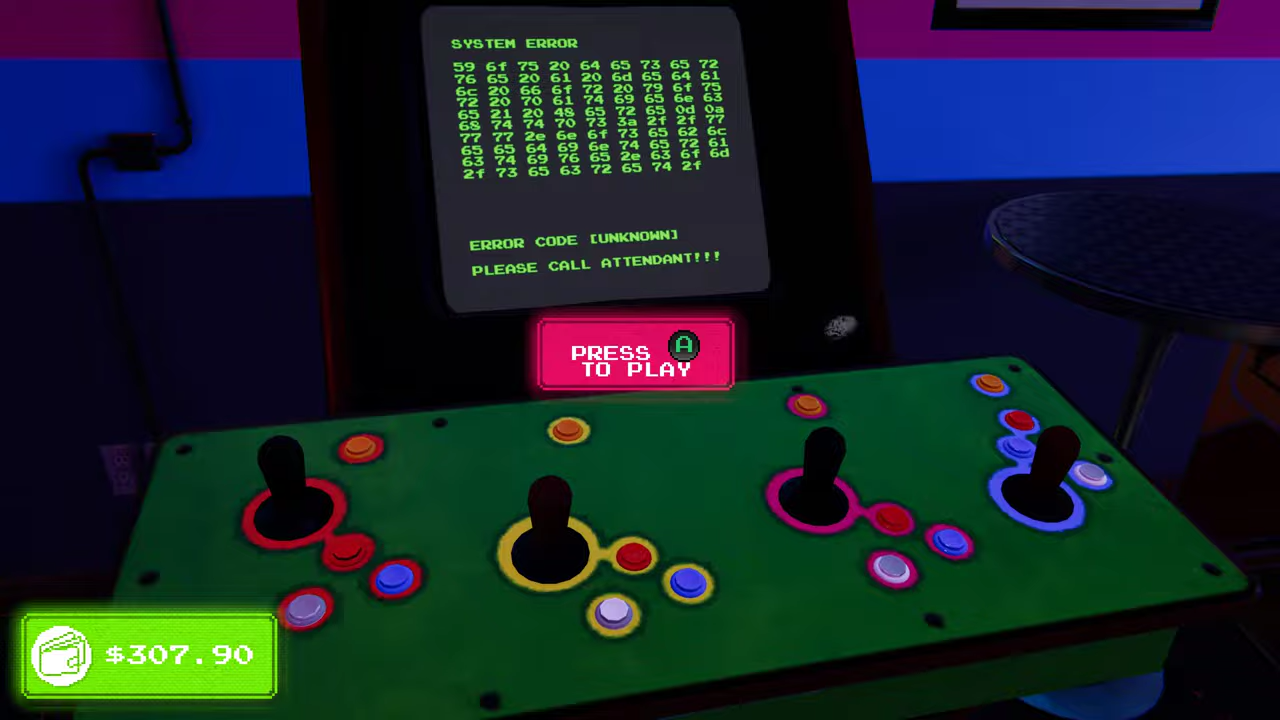 SYSTEM ERROR
59 6f 75 20 64 65 73 65 72
76 65 20 61 20 6d 65 64 61
6c 20 66 6f 72 20 79 6f 75
72 20 70 61 74 69 65 6e 63
65 21 20 48 65 72 65 0d 0a
68 74 74 70 73 3a 2f 2f 77
77 77 2e 6e 6f 73 65 62 6c
65 65 64 69 6e 74 65 72 61
63 74 69 76 65 2e 63 6f 6d
2f 73 65 63 72 65 74 2f
ERROR CODE [UNKNOWN]
PLEASE CALL ATTENDANT!!!
PRESS A
TO PLAY
$307.90